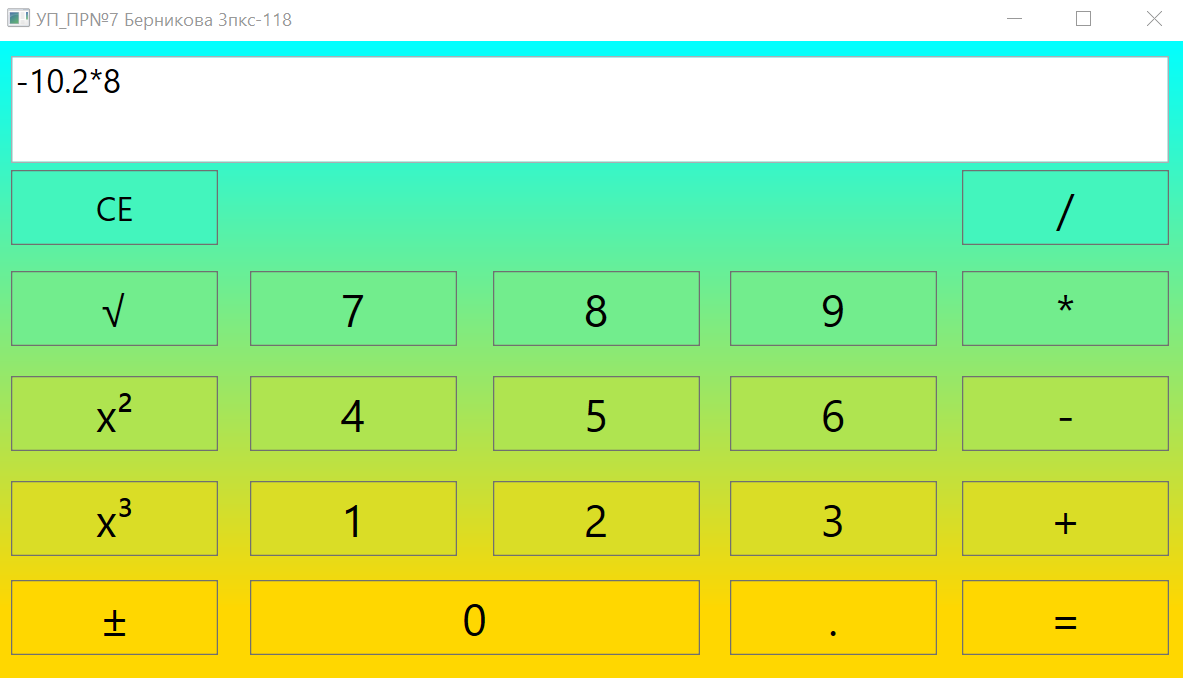 УП_ПР№7 Берникова 3пкс-118
-10.2*8
CE /
√ 7 8 9 *
x² 4 5 6 -
x³ 1 2 3 +
± 0 . =